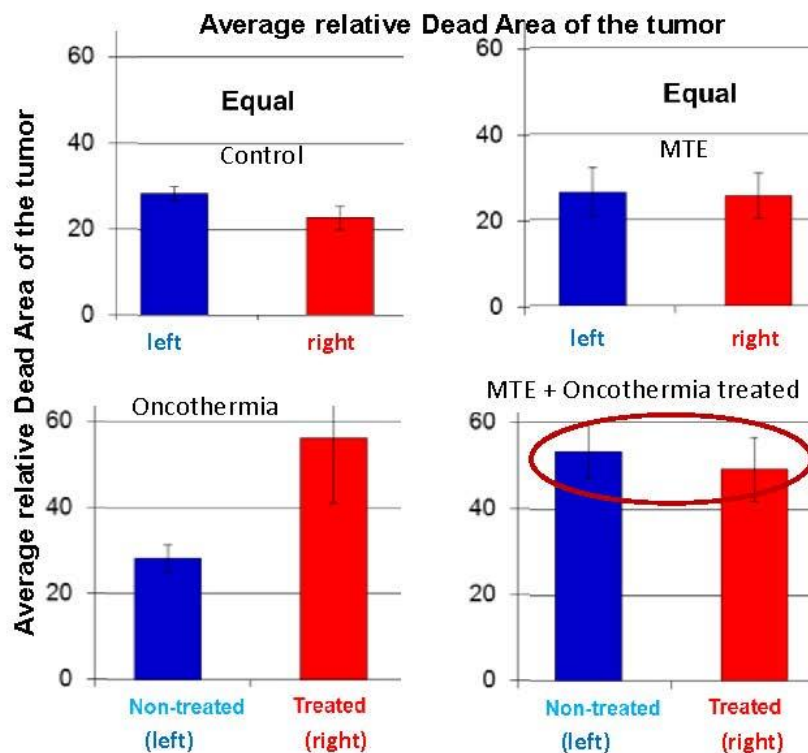 Average relative Dead Area of the tumor
Average relative Dead Area of the tumor
60
40
20
0
Equal
Control
left
right
60
40
20
0
Equal
MTE
left
right
60
40
20
0
Oncothermia
Non-treated
Treated
(left)
(right)
MTE + Oncothermia treated
60
40
20
0
Non-treated
Treated
(left)
(right)